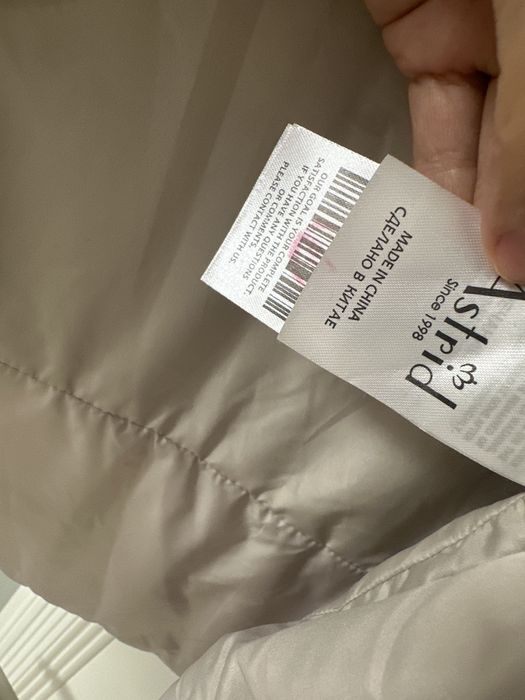 OUR GOAL IS YOUR COMPLETE
SATISFACTION WITH THE PRODUCT.
IF YOU HAVE ANY QUESTIONS
OR COMMENTS,
PLEASE CONTACT WITH US.
Astrid
Since 1998
MADE IN CHINA
СДЕЛАНО В КИТАЕ